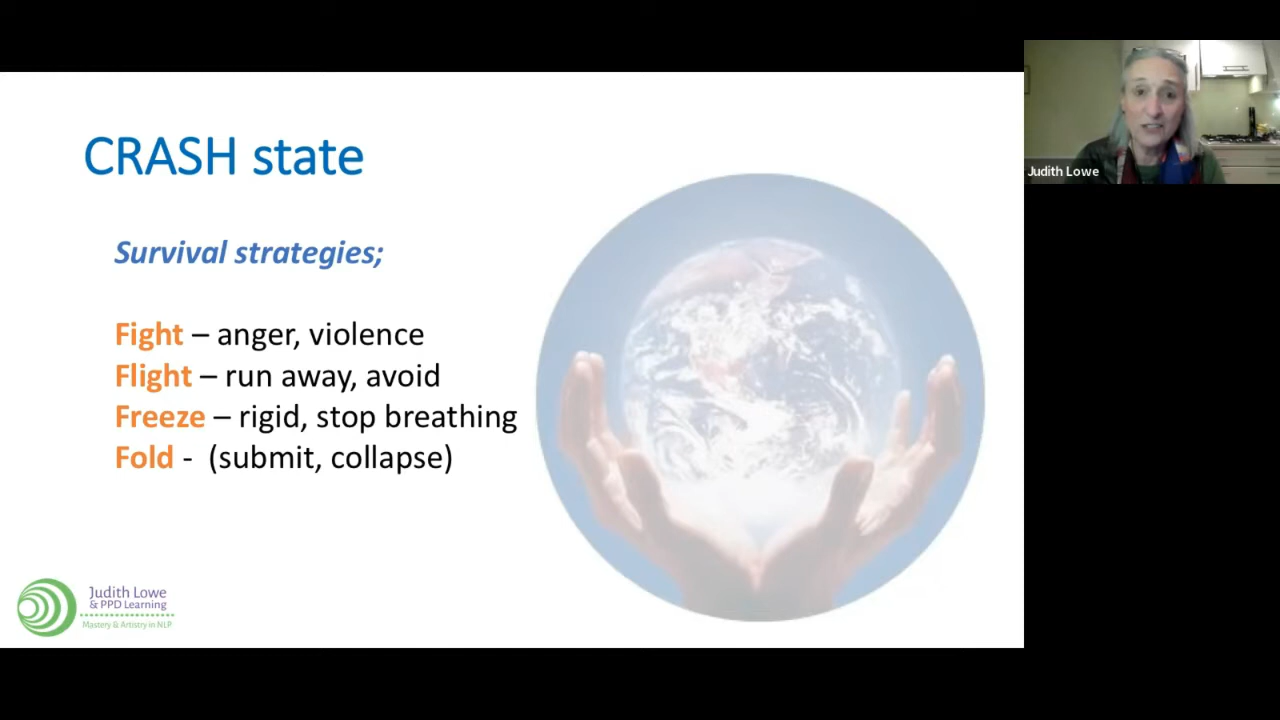 CRASH state
Survival strategies;
Fight – anger, violence
Flight – run away, avoid
Freeze – rigid, stop breathing
Fold - (submit, collapse)
Judith Lowe
& PPD Learning
Mastery & Artistry in NLP
Judith Lowe